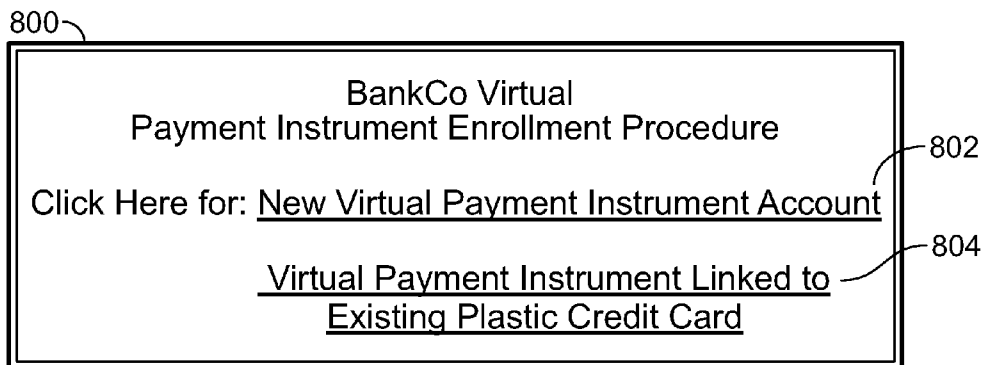 800
BankCo Virtual
Payment Instrument Enrollment Procedure
802
Click Here for: New Virtual Payment Instrument Account
804
Virtual Payment Instrument Linked to
Existing Plastic Credit Card